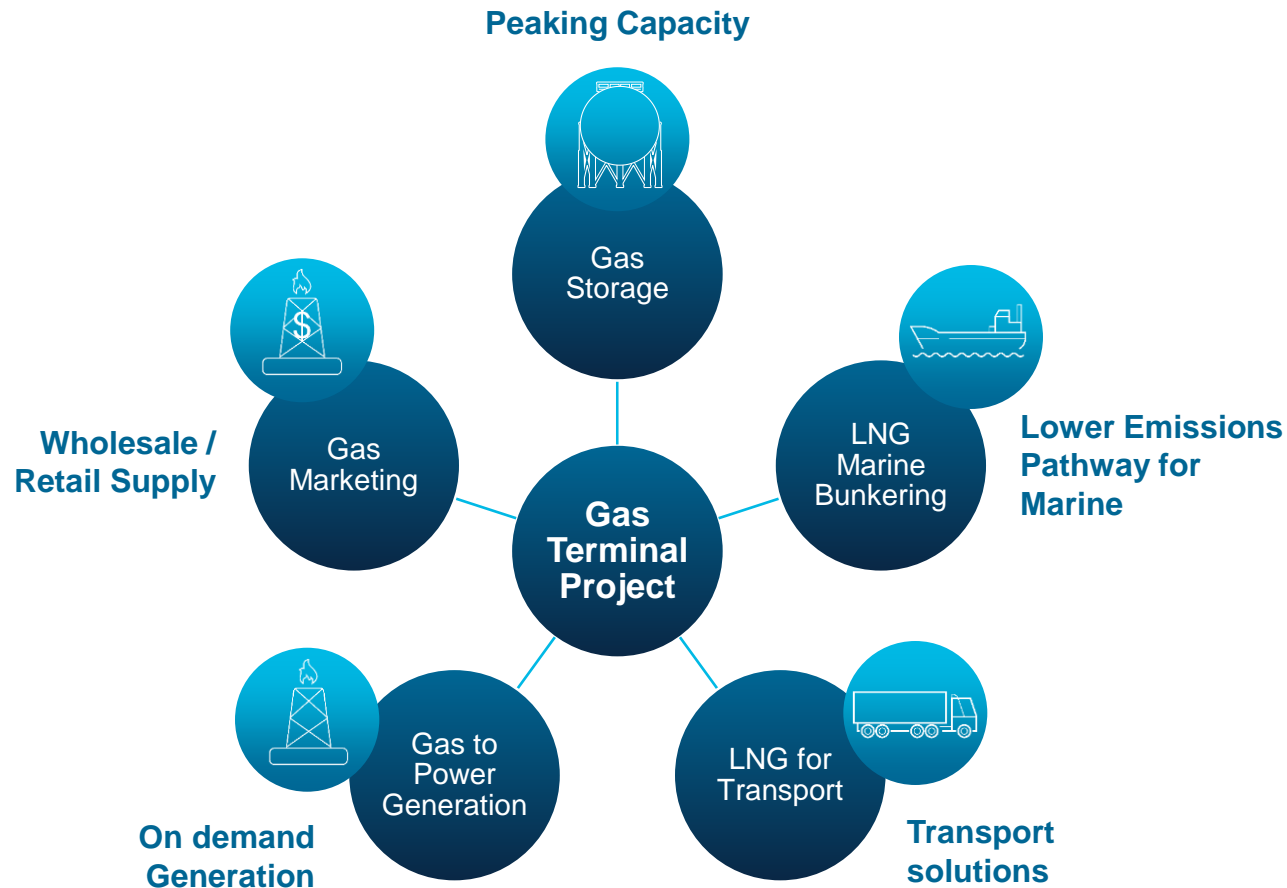 Peaking Capacity
Gas
Storage
$
Wholesale /
Retail Supply
Gas
Marketing
LNG
Marine
Bunkering
Lower Emissions
Pathway for
Marine
Gas
Terminal
Project
Gas to
Power
Generation
On demand
Generation
LNG for
Transport
Transport
solutions